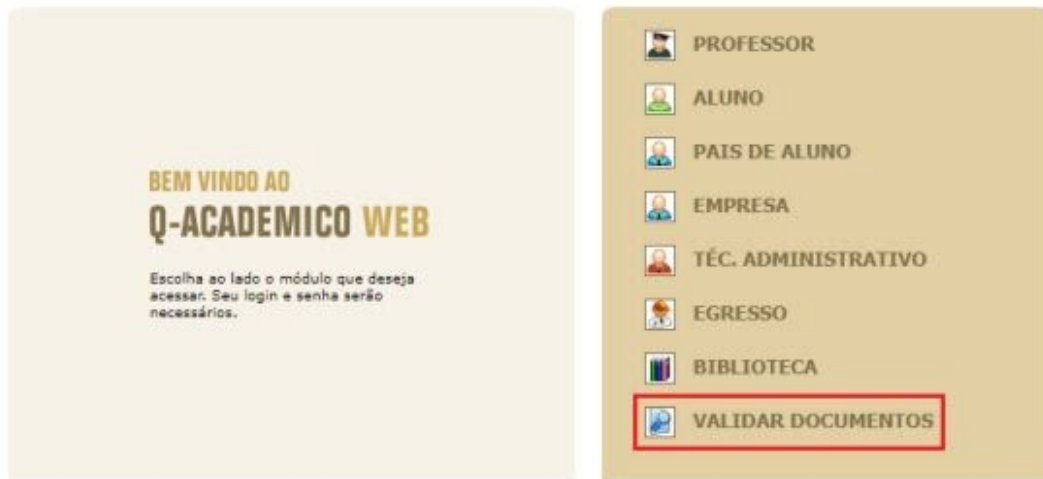 BEM VINDO AO
Q-ACADEMICO WEB
Escolha ao lado o módulo que deseja
acessar. Seu login e senha serão
necessários.
PROFESSOR
ALUNO
PAIS DE ALUNO
EMPRESA
TÉC. ADMINISTRATIVO
EGRESSO
BIBLIOTECA
VALIDAR DOCUMENTOS